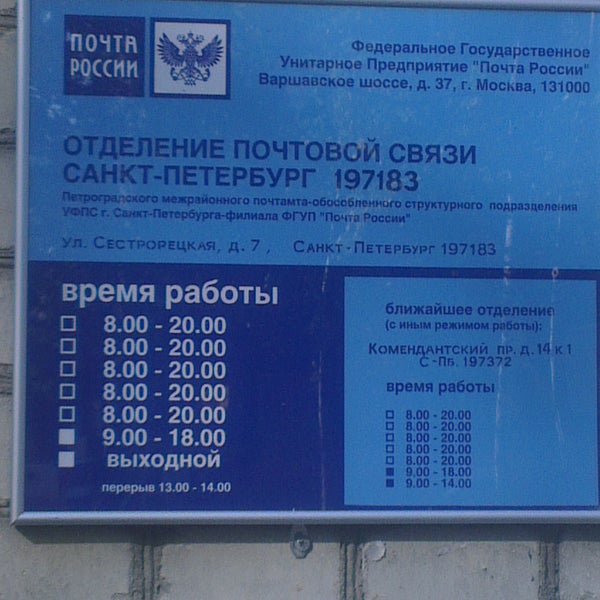 ПОЧТА
РОССИИ
Федеральное Государственное
Унитарное Предприятие "Почта России"
Варшавское шоссе, д. 37, г. Москва, 131000
ОТДЕЛЕНИЕ ПОЧТОВОЙ СВЯЗИ
САНКТ-ПЕТЕРБУРГ 197183
Петроградского межрайонного почтамта-обособленного структурного подразделения
УФПС г. Санкт-Петербурга-филиала ФГУП "Почта России"
УЛ. СЕСТРОРЕЦКАЯ, Д. 7, САНКТ-ПЕТЕРБУРГ 197183
время работы
8.00 - 20.00
8.00 - 20.00
8.00 - 20.00
8.00 - 20.00
8.00 - 20.00
9.00 - 18.00
ВЫХОДНОЙ
перерыв 13.00 - 14.00
ближайшее отделение
(с иным режимом работы):
КОМЕНДАНТСКИЙ ПР. Д. 14 К 1
С-ПБ. 197372
время работы
8.00 - 20.00
8.00 - 20.00
8.00 - 20.00
8.00 - 20.00
8.00 - 20.00
9.00 - 18.00
9.00 - 14.00